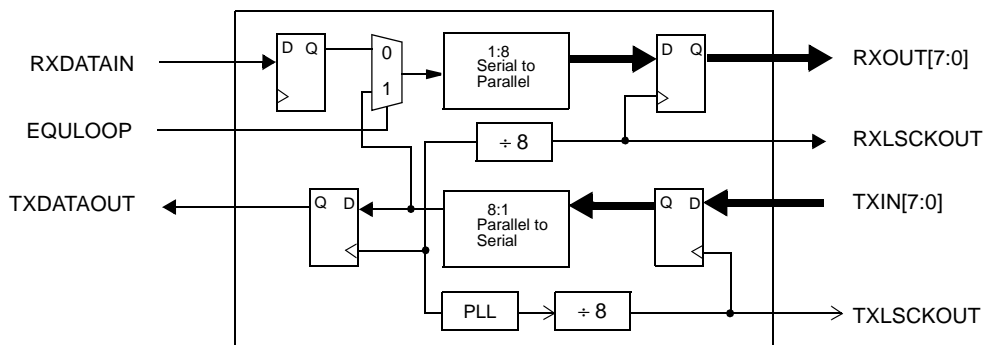 RXDATAIN
D Q
0
1
1:8
Serial to
Parallel
D Q
RXOUT[7:0]
EQULOOP
÷ 8
RXLSCKOUT
TXDATAOUT
Q D
8:1
Parallel to
Serial
Q D
TXIN[7:0]
PLL
÷ 8
TXLSCKOUT